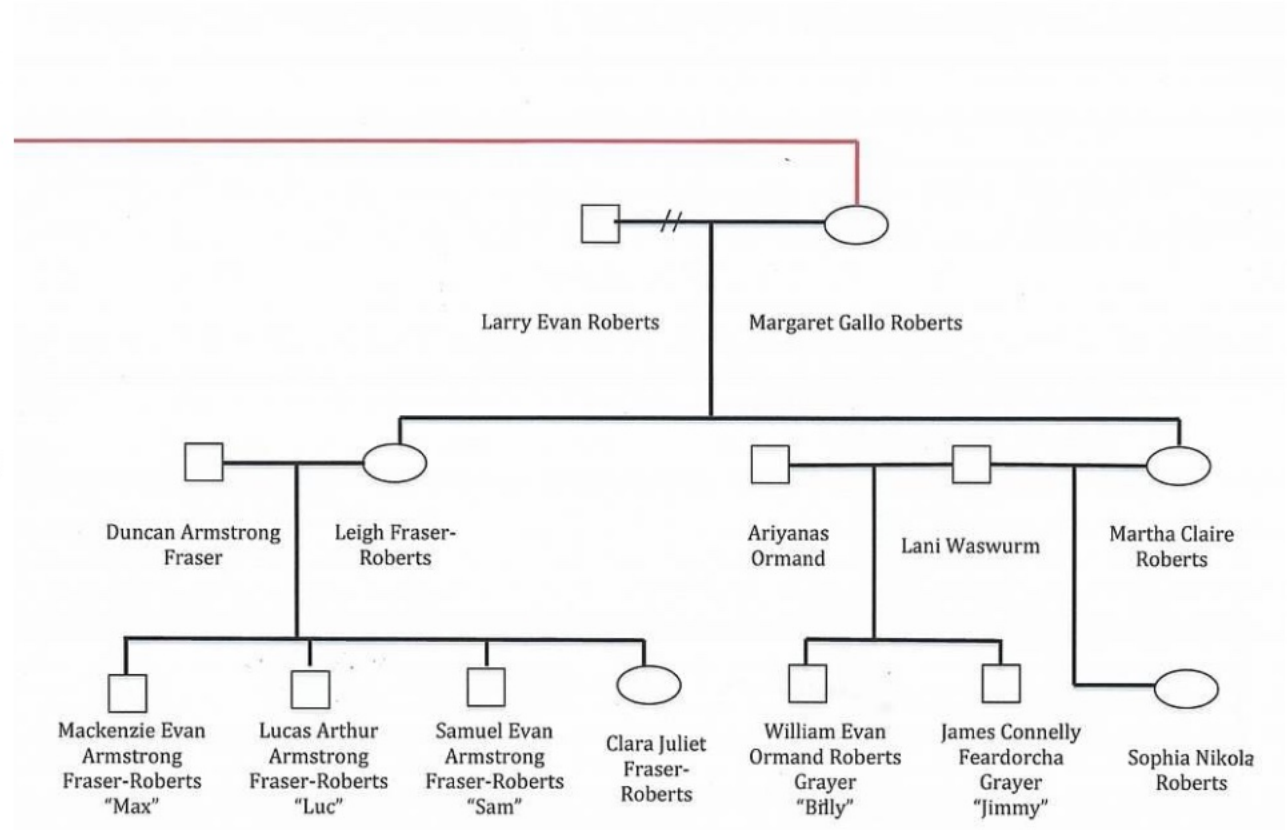 Larry Evan Roberts
Margaret Gallo Roberts
Duncan Armstrong
Fraser
Leigh Fraser-
Roberts
Ariyanas
Ormand
Lani Waswurm
Martha Claire
Roberts
Mackenzie Evan
Armstrong
Fraser-Roberts
“Max”
Lucas Arthur
Armstrong
Fraser-Roberts
“Luc”
Samuel Evan
Armstrong
Fraser-Roberts
“Sam”
Clara Juliet
Fraser-
Roberts
William Evan
Ormand Roberts
Grayer
“Billy”
James Connelly
Feardorcha
Grayer
“Jimmy”
Sophia Nikola
Roberts